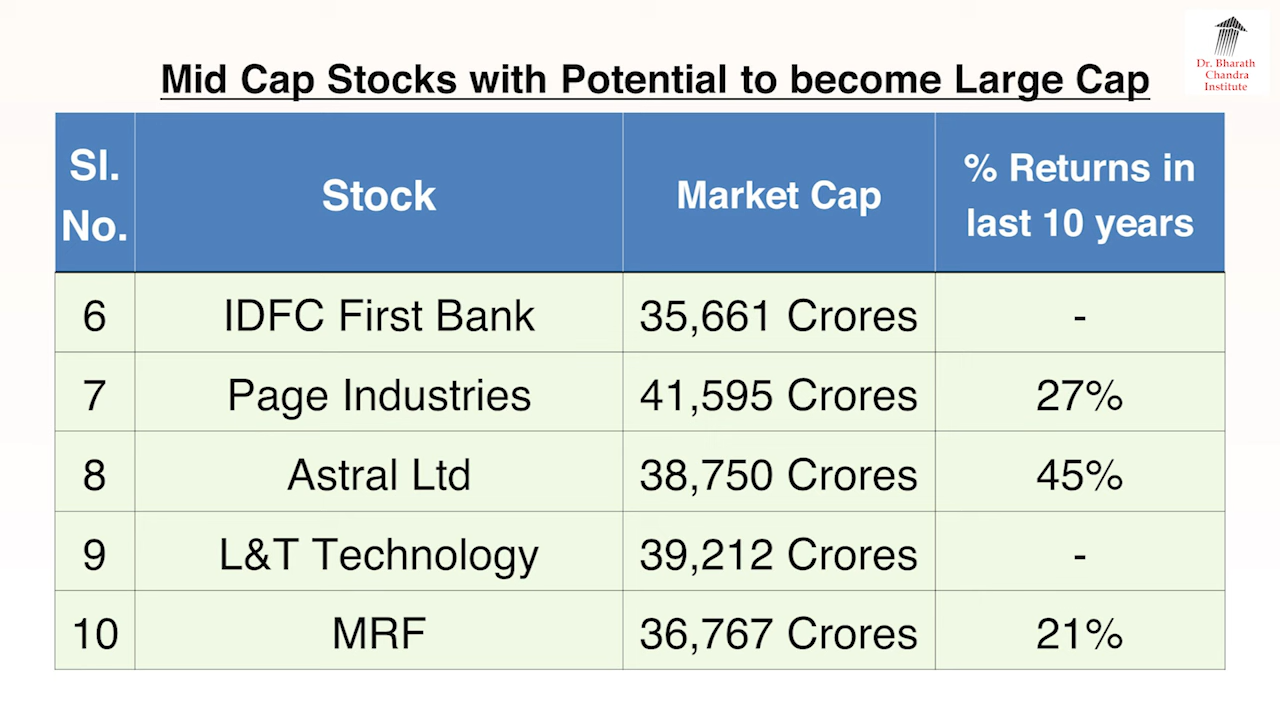 Dr. Bharath
Chandra
Institute
Mid Cap Stocks with Potential to become Large Cap
Sl. No. Stock Market Cap % Returns in last 10 years
6 IDFC First Bank 35,661 Crores -
7 Page Industries 41,595 Crores 27%
8 Astral Ltd 38,750 Crores 45%
9 L&T Technology 39,212 Crores -
10 MRF 36,767 Crores 21%